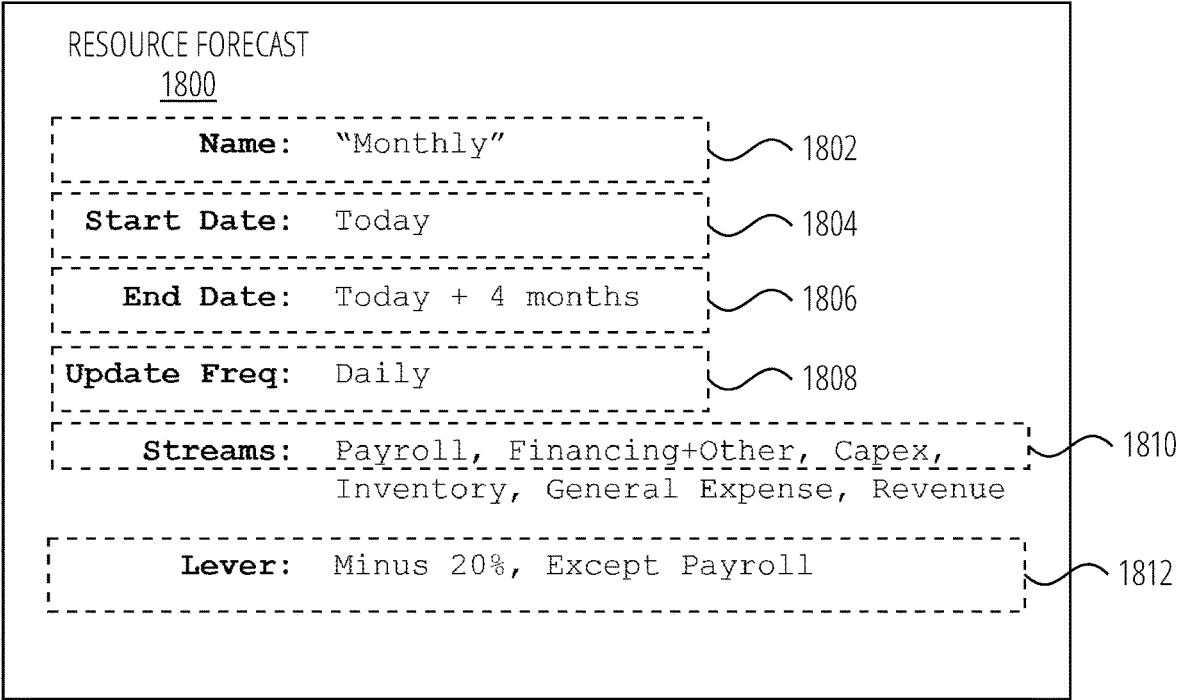 RESOURCE FORECAST
1800
Name: “Monthly”
1802
Start Date: Today
1804
End Date: Today + 4 months
1806
Update Freq: Daily
1808
Streams: Payroll, Financing+Other, Capex,
1810
Inventory, General Expense, Revenue
Lever: Minus 20%, Except Payroll
1812